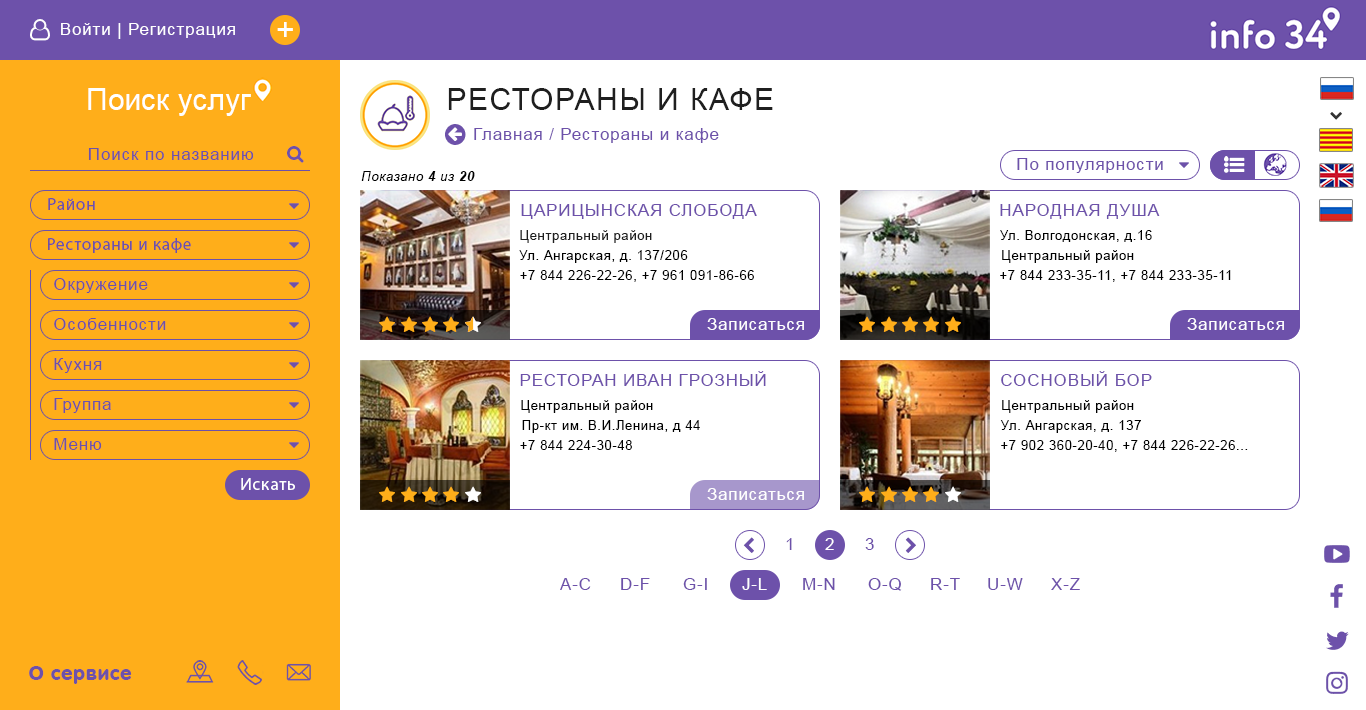 Войти | Регистрация
info 34
Поиск услуг
Поиск по названию
Район
Рестораны и кафе
Окружение
Особенности
Кухня
Группа
Меню
Искать
О сервисе
РЕСТОРАНЫ И КАФЕ
Главная / Рестораны и кафе
Показано 4 из 20
По популярности
ЦАРИЦЫНСКАЯ СЛОБОДА
Центральный район
Ул. Ангарская, д. 137/206
+7 844 226-22-26, +7 961 091-86-66
Записаться
НАРОДНАЯ ДУША
Ул. Волгодонская, д.16
Центральный район
+7 844 233-35-11, +7 844 233-35-11
Записаться
РЕСТОРАН ИВАН ГРОЗНЫЙ
Центральный район
Пр-кт им. В.И.Ленина, д 44
+7 844 224-30-48
Записаться
СОСНОВЫЙ БОР
Центральный район
Ул. Ангарская, д. 137
+7 902 360-20-40, +7 844 226-22-26...
1 2 3
A-C D-F G-I J-L M-N O-Q R-T U-W X-Z